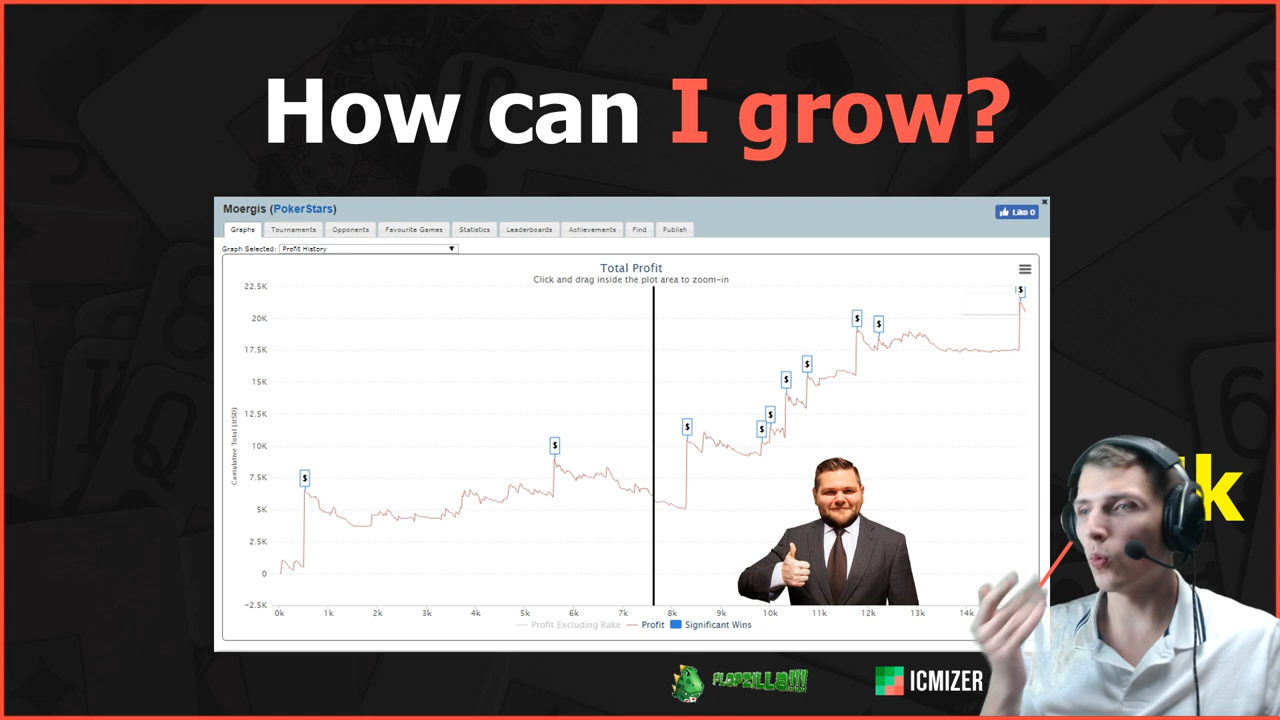 How can I grow?
Moergis (PokerStars)
Like 0
Graphs Tournaments Opponents Favourite Games Statistics Leaderboards Achievements Find Publish
Graph Selected: Profit History
Total Profit
Click and drag inside the plot area to zoom-in
Cumulative Total (USD)
22.5K
20K
17.5K
15K
12.5K
10K
7.5K
5K
2.5K
0
-2.5K
$ $ $ $ $ $ $ $ $ $
0k 1k 2k 3k 4k 5k 6k 7k 8k 9k 10k 11k 12k 13k 14k
Profit Excluding Rake Profit Significant Wins
k
FLOPZILLA!!!!
ICMIZER